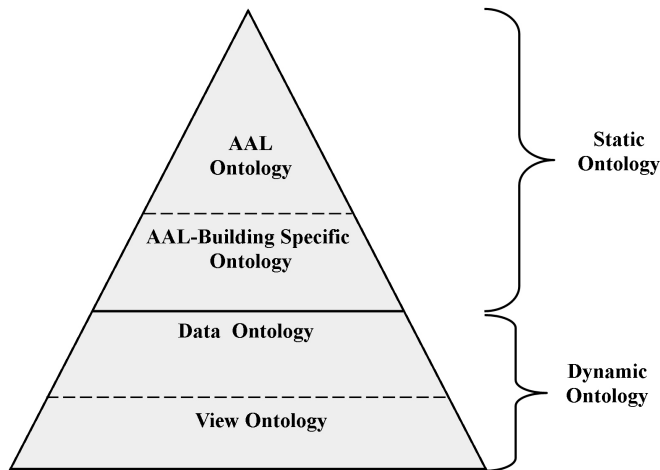 AAL
Ontology
AAL-Building Specific
Ontology
Data Ontology
View Ontology
Static
Ontology
Dynamic
Ontology